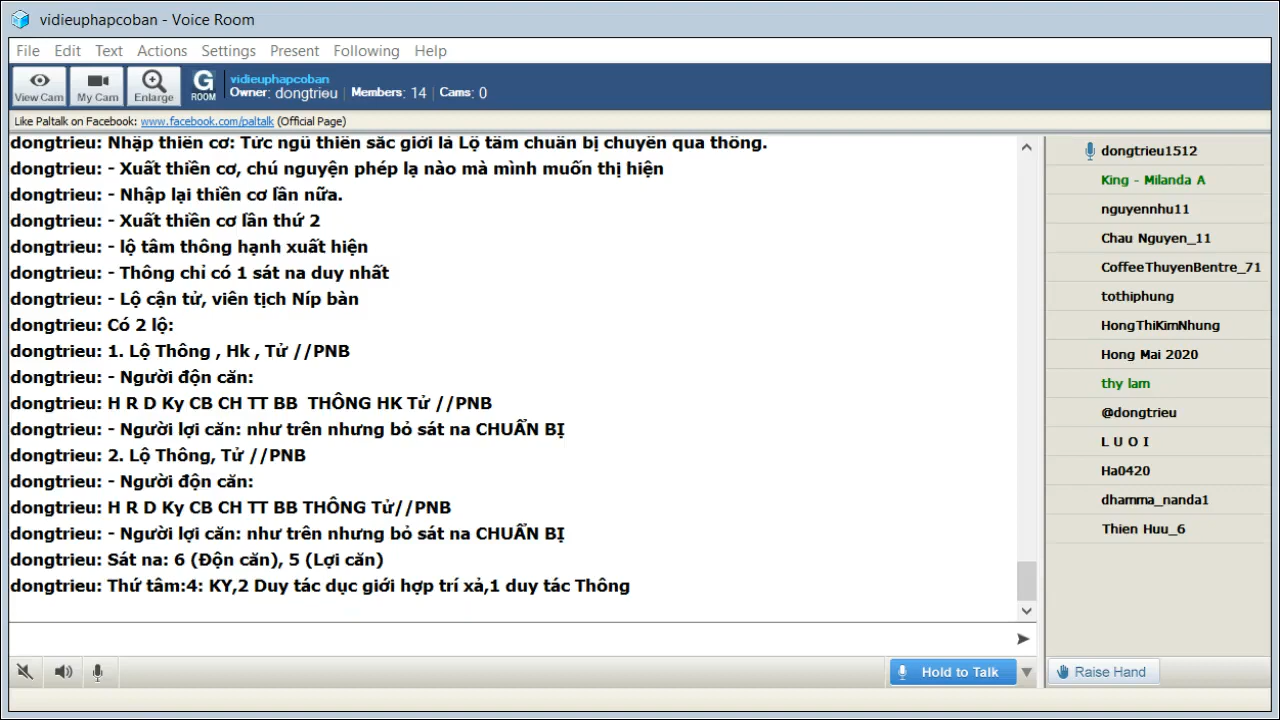 vidieuphapcoban - Voice Room
File Edit Text Actions Settings Present Following Help
View Cam My Cam Enlarge G ROOM
vidieuphapcoban
Owner: dongtrieu | Members: 14 | Cams: 0
Like Paltalk on Facebook: www.facebook.com/paltalk (Official Page)
dongtrieu: Nhập thiền cơ: Tức ngũ thiền sắc giới là Lộ tâm chuẩn bị chuyển qua thông.
dongtrieu: - Xuất thiền cơ, chú nguyện phép lạ nào mà mình muốn thị hiện
dongtrieu: - Nhập lại thiền cơ lần nữa.
dongtrieu: - Xuất thiền cơ lần thứ 2
dongtrieu: - lộ tâm thông hạnh xuất hiện
dongtrieu: - Thông chỉ có 1 sát na duy nhất
dongtrieu: - Lộ cận tử, viên tịch Níp bàn
dongtrieu: Có 2 lộ:
dongtrieu: 1. Lộ Thông , Hk , Tử //PNB
dongtrieu: - Người độn căn:
dongtrieu: H R D Ky CB CH TT BB THÔNG HK Tử //PNB
dongtrieu: - Người lợi căn: như trên nhưng bỏ sát na CHUẨN BỊ
dongtrieu: 2. Lộ Thông, Tử //PNB
dongtrieu: - Người độn căn:
dongtrieu: H R D Ky CB CH TT BB THÔNG Tử//PNB
dongtrieu: - Người lợi căn: như trên nhưng bỏ sát na CHUẨN BỊ
dongtrieu: Sát na: 6 (Độn căn), 5 (Lợi căn)
dongtrieu: Thứ tâm:4: KY,2 Duy tác dục giới hợp trí xả,1 duy tác Thông
dongtrieu1512
King - Milanda A
nguyennhu11
Chau Nguyen_11
CoffeeThuyenBentre_71
tothiphung
HongThiKimNhung
Hong Mai 2020
thy lam
@dongtrieu
L U O I
Ha0420
dhamma_nanda1
Thien Huu_6
Hold to Talk
Raise Hand